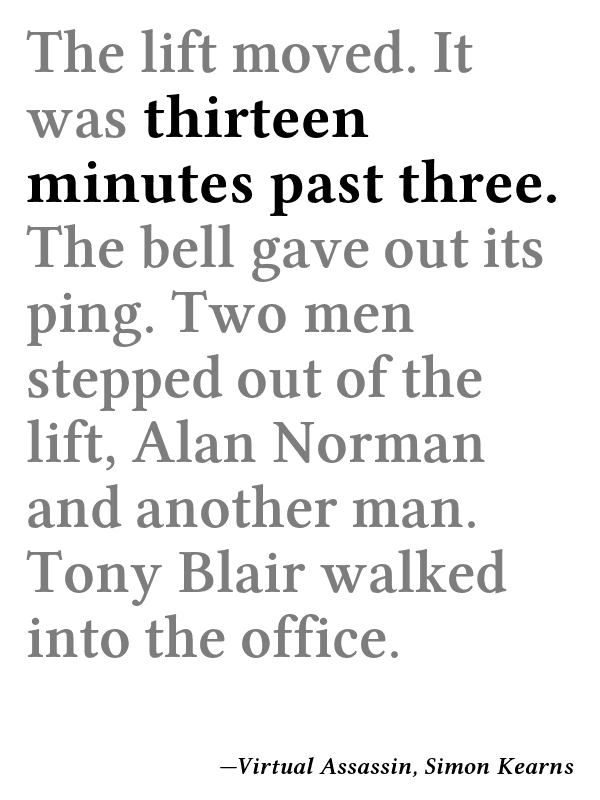 The lift moved. It
was thirteen
minutes past three.
The bell gave out its
ping. Two men
stepped out of the
lift, Alan Norman
and another man.
Tony Blair walked
into the office.
—Virtual Assassin, Simon Kearns